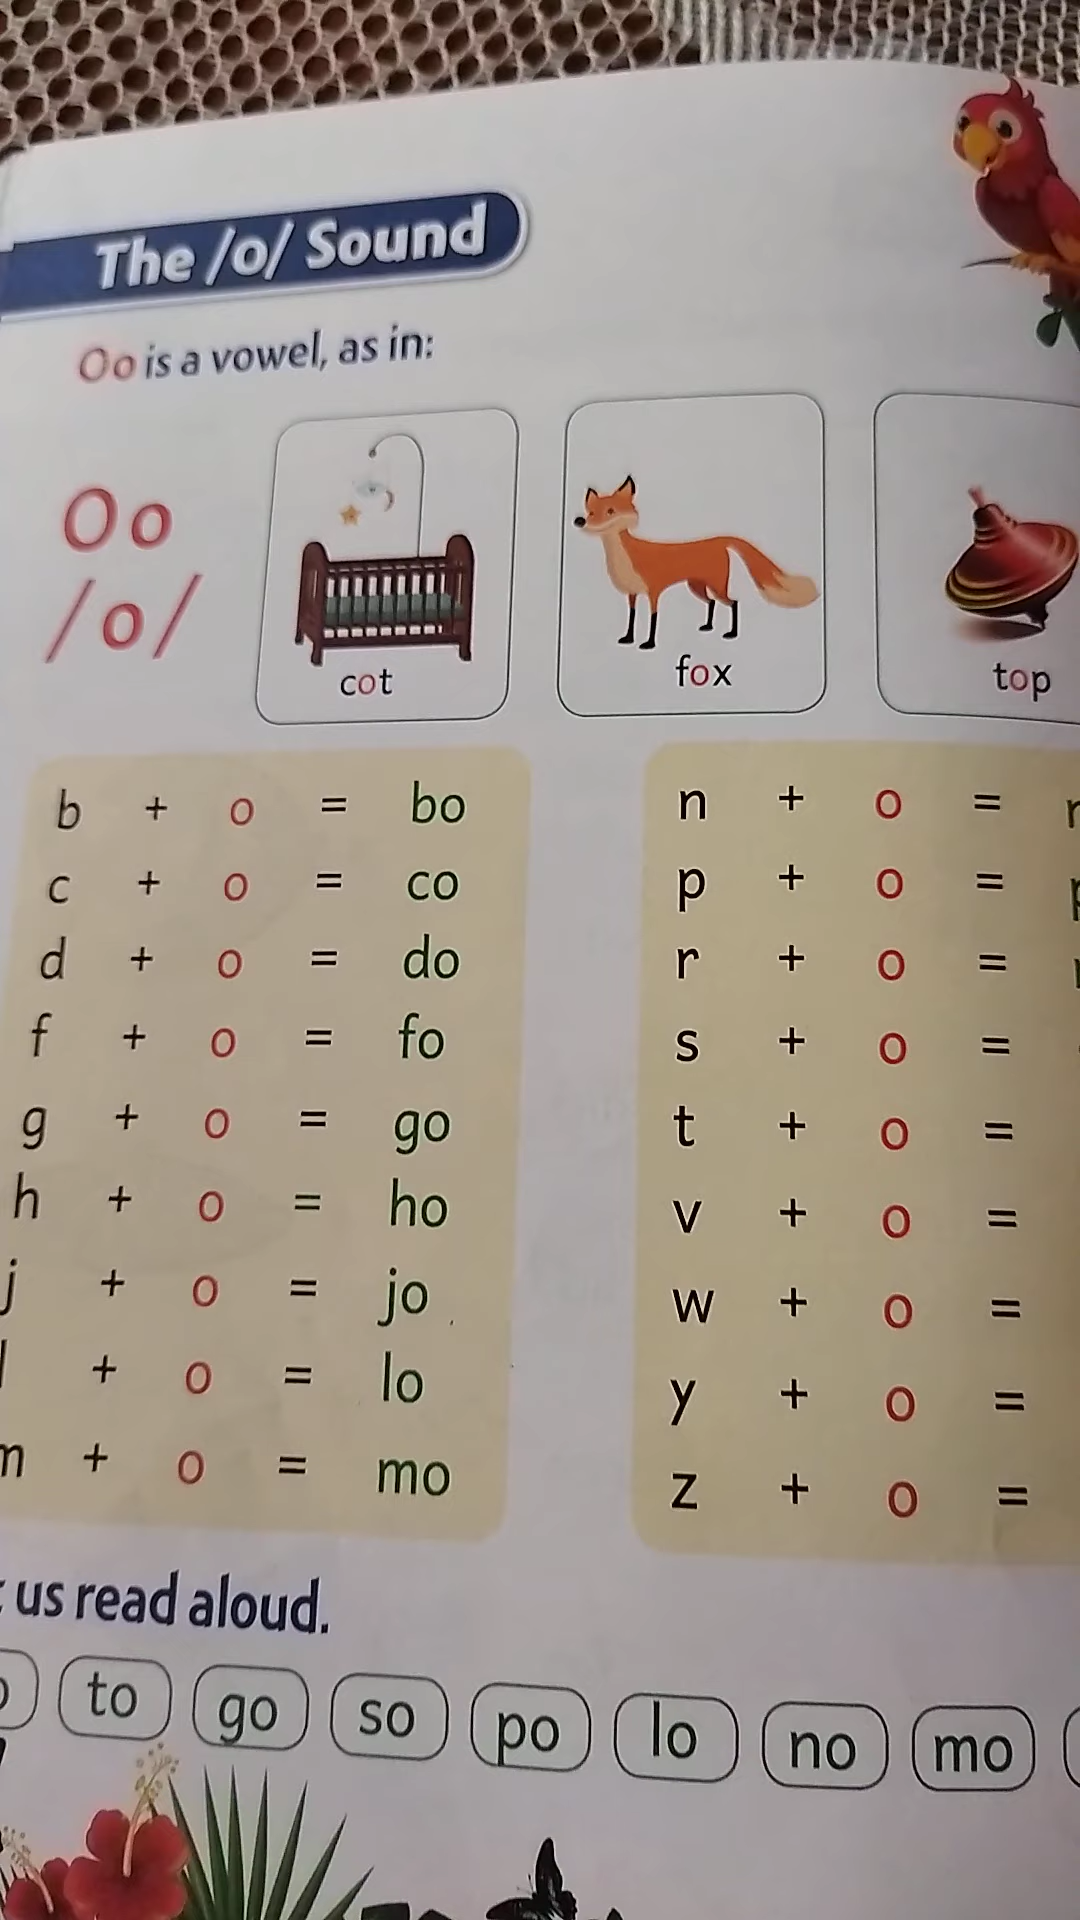 The /o/ Sound
Oo is a vowel, as in:
Oo
/o/
cot
fox
top
b + o = bo
c + o = co
d + o = do
f + o = fo
g + o = go
h + o = ho
j + o = jo
l + o = lo
m + o = mo
n + o =
p + o =
r + o =
s + o =
t + o =
v + o =
w + o =
y + o =
z + o =
us read aloud.
to go so po lo no mo